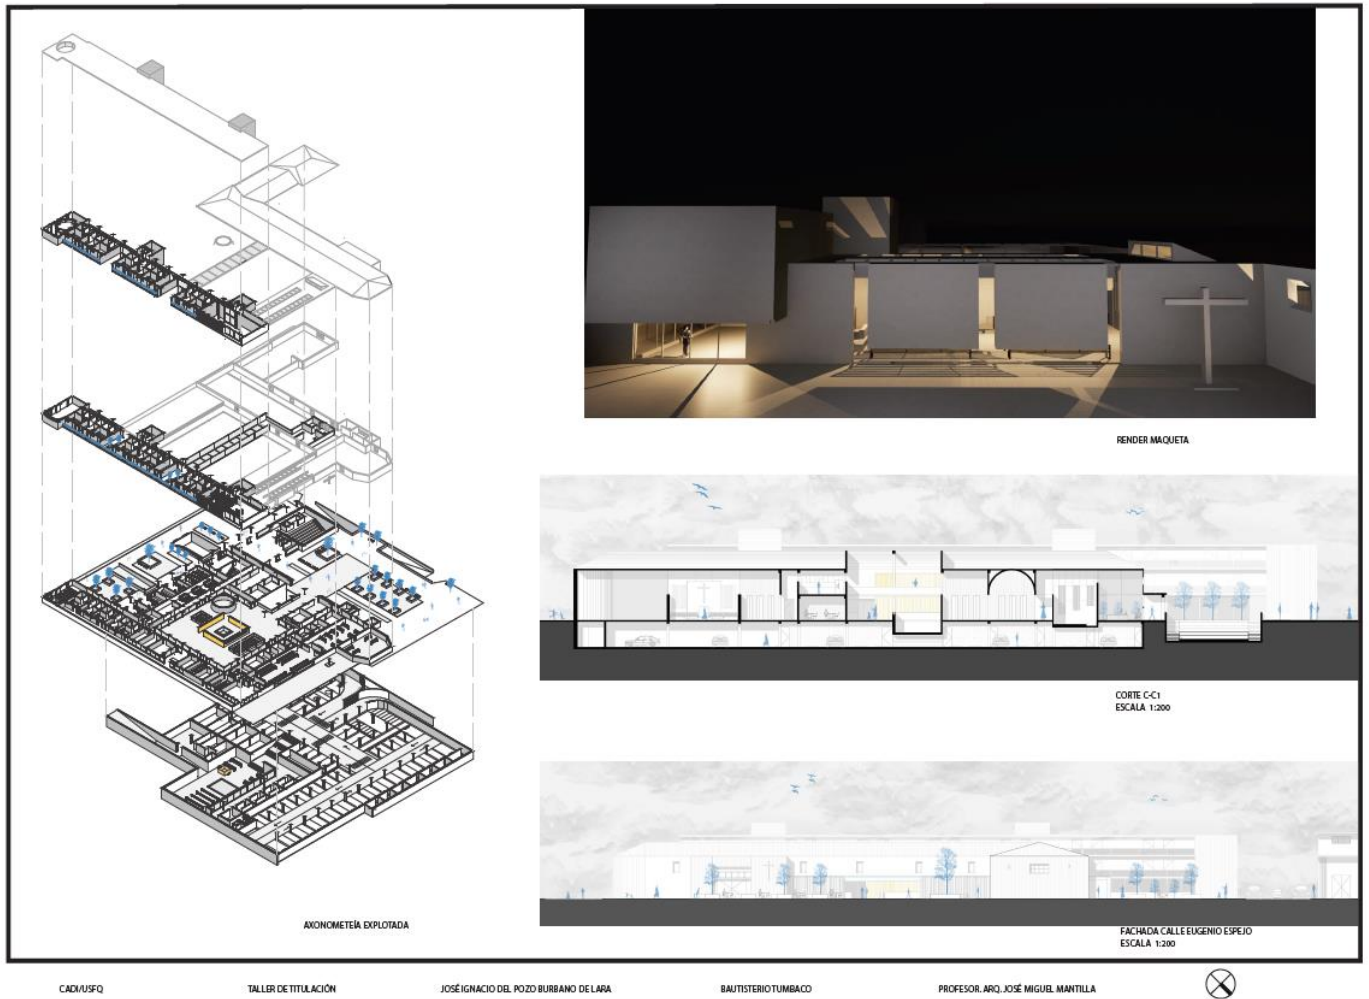 RENDER MAQUETA
CORTE C-C1
ESCALA 1:200
AXONOMETEÍA EXPLOTADA
FACHADA CALLE EUGENIO ESPEJO
ESCALA 1:200
CADI/USFQ
TALLER DE TITULACIÓN
JOSÉ IGNACIO DEL POZO BURBANO DE LARA
BAUTISTERIO TUMBACO
PROFESOR. ARQ. JOSÉ MIGUEL MANTILLA